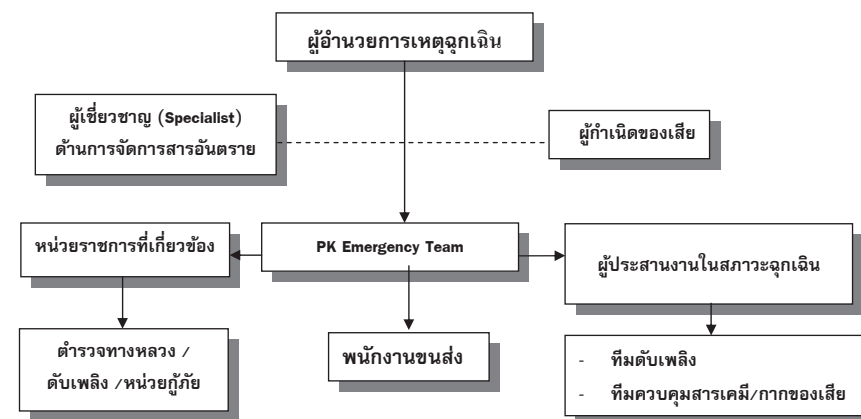 ผู้อำนวยการเหตุฉุกเฉิน
ผู้เชี่ยวชาญ (Specialist)
ด้านการจัดการสารอันตราย
ผู้กำเนิดของเสีย
หน่วยราชการที่เกี่ยวข้อง
PK Emergency Team
ผู้ประสานงานในสภาวะฉุกเฉิน
ตำรวจทางหลวง /
ดับเพลิง /หน่วยกู้ภัย
พนักงานขนส่ง
- ทีมดับเพลิง
- ทีมควบคุมสารเคมี/กากของเสีย